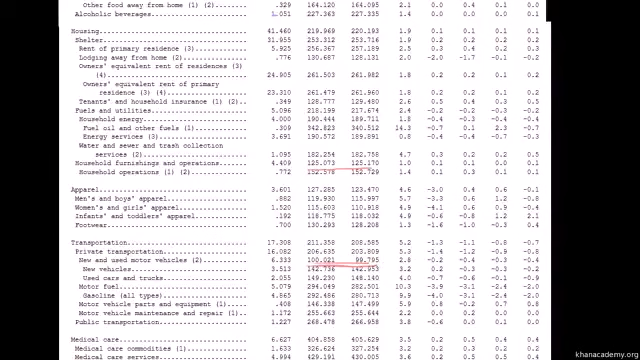 Other food away from home (1) (2) .329 164.120 164.095 2.1 0.0 0.4 0.1 0.0
Alcoholic beverages 1.051 227.363 227.335 1.4 0.0 0.0 0.0 0.1
Housing 41.460 219.969 220.193 1.9 0.1 0.1 0.1 0.1
Shelter 31.955 253.312 253.716 1.9 0.2 0.2 0.2 0.2
Rent of primary residence (3) 5.925 256.367 257.189 2.5 0.3 0.4 0.2 0.3
Lodging away from home (2) .776 130.687 128.131 2.0 -2.0 -1.7 -0.1 -0.2
Owners' equivalent rent of residences (3)
(4) 24.905 261.503 261.982 1.8 0.2 0.2 0.1 0.2
Owners' equivalent rent of primary
residence (3) (4) 23.310 261.479 261.960 1.8 0.2 0.2 0.1 0.2
Tenants' and household insurance (1) (2) .349 128.777 129.480 2.6 0.5 0.4 0.3 0.5
Fuels and utilities 5.096 218.199 217.674 2.4 -0.2 -0.2 -0.3 -0.2
Household energy 4.000 190.444 189.711 1.8 -0.4 -0.3 -0.4 -0.4
Fuel oil and other fuels (1) .309 342.823 340.512 14.3 -0.7 0.1 2.3 -0.7
Energy services (3) 3.691 190.572 189.891 0.8 -0.4 -0.4 -0.7 -0.3
Water and sewer and trash collection
services (2) 1.095 182.254 182.758 4.7 0.3 0.2 0.2 0.5
Household furnishings and operations 4.409 125.073 125.170 1.0 0.1 0.1 0.0 0.1
Household operations (1) (2) .772 152.578 152.729 1.4 0.1 0.3 0.1 0.1
Apparel 3.601 127.285 123.470 4.6 -3.0 0.4 0.6 -0.1
Men's and boys' apparel .882 119.930 115.997 5.7 -3.3 0.6 1.2 -0.8
Women's and girls' apparel 1.520 115.603 110.918 4.9 -4.1 0.6 0.9 -0.4
Infants' and toddlers' apparel .192 118.775 118.032 4.9 -0.6 -0.8 1.2 2.1
Footwear .700 130.293 128.208 1.3 -1.6 -1.0 -0.3 0.4
Transportation 17.308 211.358 208.585 5.2 -1.3 -1.1 -0.8 -0.7
Private transportation 16.082 206.635 203.809 5.3 -1.4 -1.2 -0.9 -0.8
New and used motor vehicles (2) 6.333 100.021 99.795 2.8 -0.2 -0.4 -0.3 -0.4
New vehicles 3.513 142.736 142.953 3.2 0.2 -0.3 -0.3 -0.2
Used cars and trucks 2.055 149.230 148.140 4.0 -0.7 -0.6 -0.1 -0.9
Motor fuel 5.079 294.049 282.501 10.3 -3.9 -3.1 -2.4 -2.0
Gasoline (all types) 4.865 292.486 280.713 9.9 -4.0 -3.1 -2.4 -2.0
Motor vehicle parts and equipment (1) .408 146.338 147.499 5.9 0.8 0.2 0.7 0.8
Motor vehicle maintenance and repair (1) 1.172 255.663 255.644 2.2 0.0 0.2 0.1 0.0
Public transportation 1.227 268.478 266.958 3.8 -0.6 0.0 0.1 -0.1
Medical care 6.627 404.858 405.629 3.5 0.2 0.5 0.4 0.4
Medical care commodities (1) 1.633 326.624 327.254 3.2 0.2 0.3 0.2 0.2
Medical care services 4.994 429.191 430.005 3.6 0.2 0.5 0.5 0.4
khanacademy.org